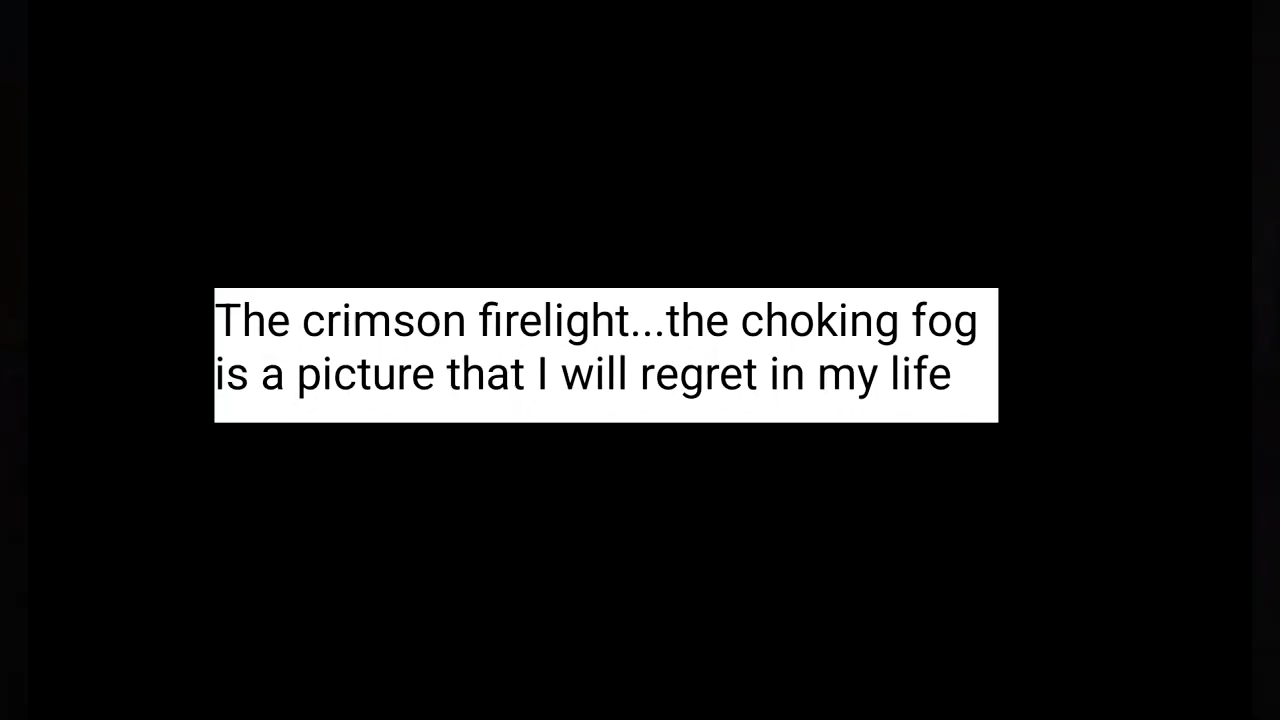 The crimson firelight...the choking fog
is a picture that I will regret in my life